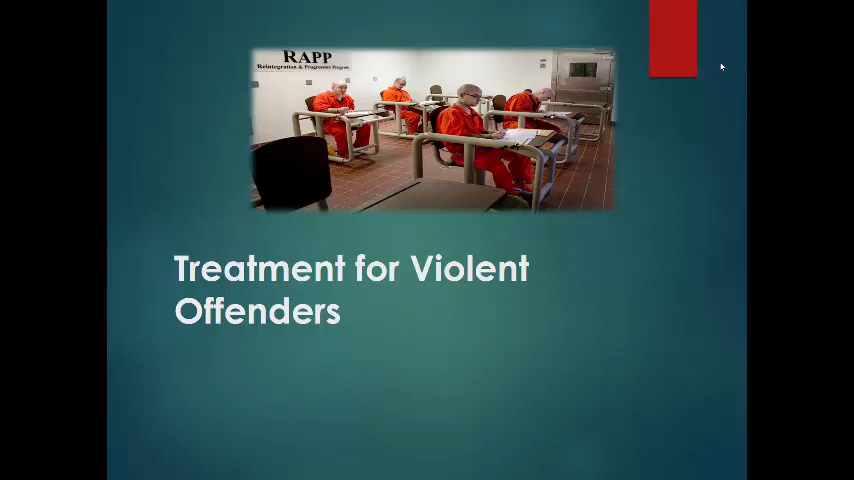 RAPP
Reintegration & Progressive Program
Treatment for Violent
Offenders